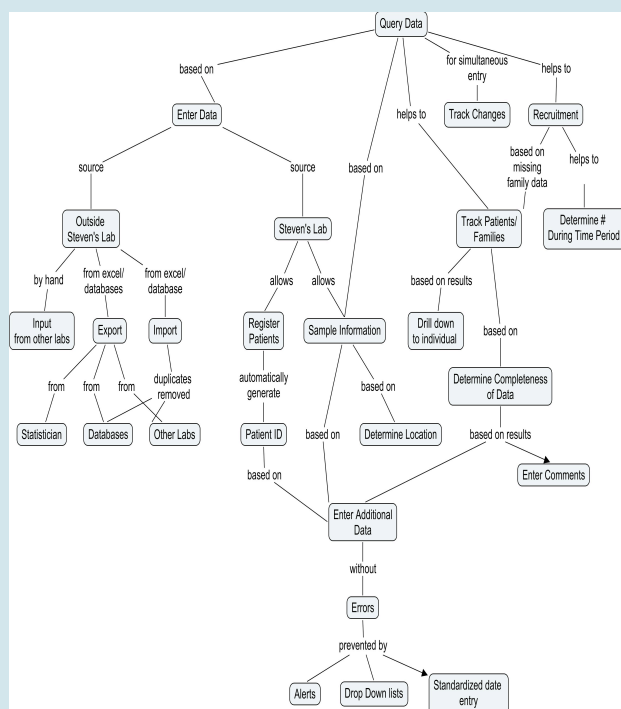 Query Data
for simultaneous
entry
helps to
based on
Enter Data
helps to
Track Changes
Recruitment
based on
based on
missing
family data
helps to
source
source
Outside
Steven's Lab
Steven's Lab
Track Patients/
Families
Determine #
During Time Period
by hand
from excel/
databases
from excel/
database
allows
allows
based on results
Input
from other labs
Export
Import
Register
Patients
Sample Information
Drill down
to individual
based on
from
from
from
duplicates
removed
automatically
generate
based on
Determine Completeness
of Data
Statistician
Databases
Other Labs
Patient ID
based on
Determine Location
based on results
based on
Enter Comments
Enter Additional
Data
without
Errors
prevented by
Alerts
Drop Down lists
Standardized date
entry